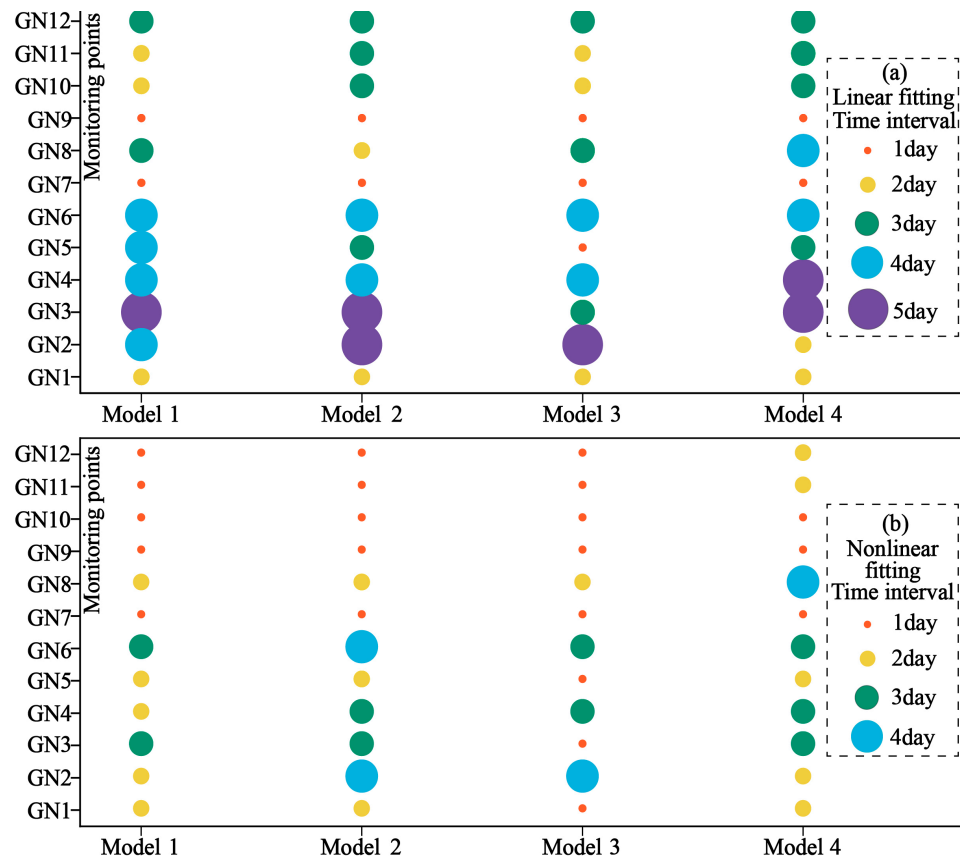 Monitoring points
GN12
GN11
GN10
GN9
GN8
GN7
GN6
GN5
GN4
GN3
GN2
GN1
Model 1
Model 2
Model 3
Model 4
(a)
Linear fitting
Time interval
1day
2day
3day
4day
5day
Monitoring points
GN12
GN11
GN10
GN9
GN8
GN7
GN6
GN5
GN4
GN3
GN2
GN1
Model 1
Model 2
Model 3
Model 4
(b)
Nonlinear
fitting
Time interval
1day
2day
3day
4day